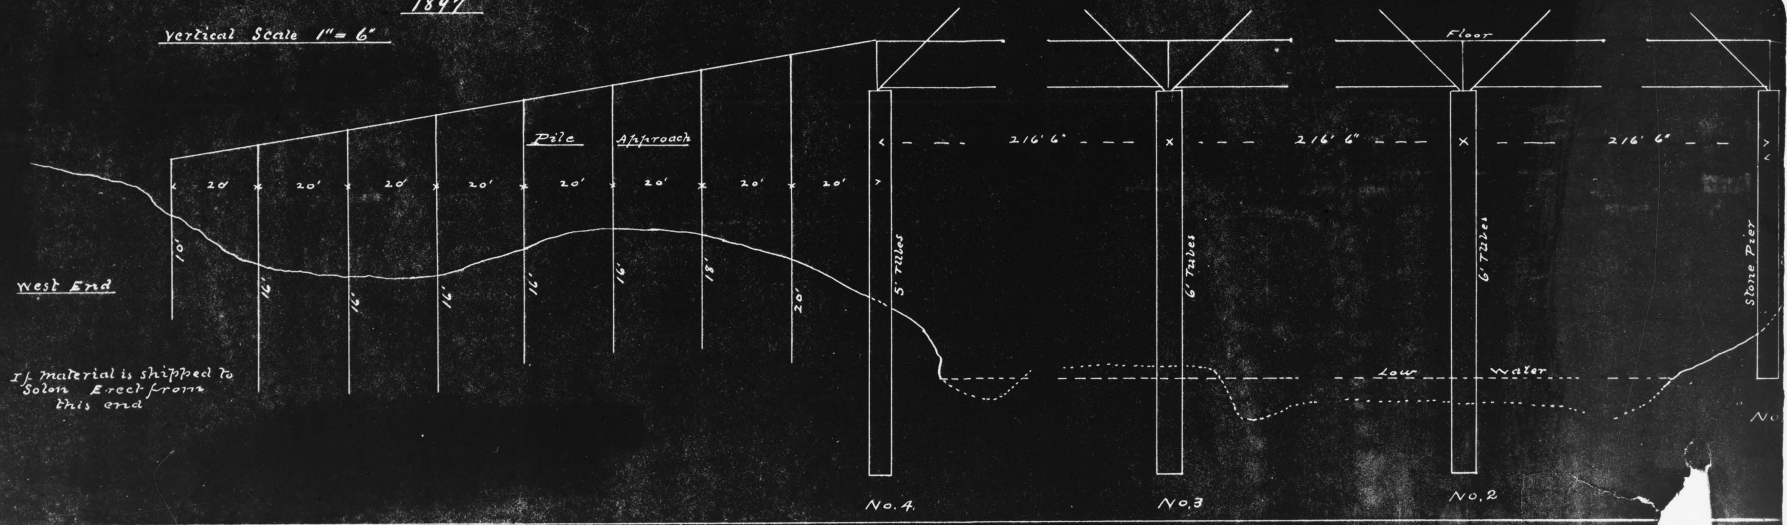 1897
Vertical Scale 1" = 6"
Floor
Pile Approach
216' 6" 216' 6" 216' 6"
20' 20' 20' 20' 20' 20' 20' 20'
10' 16' 16' 16' 16' 16' 18' 20'
5' Tubes
6' Tubes
6' Tubes
Stone Pier
West End
If material is shipped to
Solon Erect from
this end
Low Water
No. 4. No. 3 No. 2 No